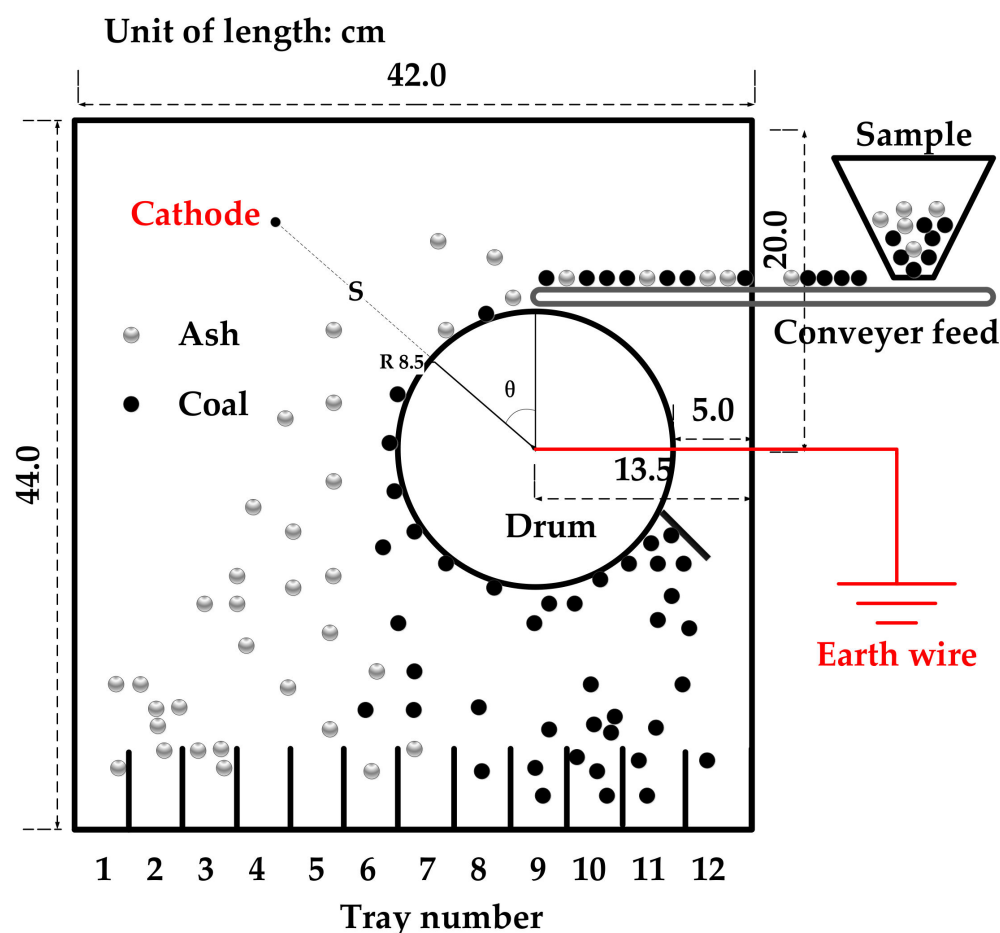 Unit of length: cm
42.0
Sample
Cathode
20.0
S
Ash
Conveyer feed
R 8.5
θ
Coal
5.0
44.0
13.5
Drum
Earth wire
1 2 3 4 5 6 7 8 9 10 11 12
Tray number